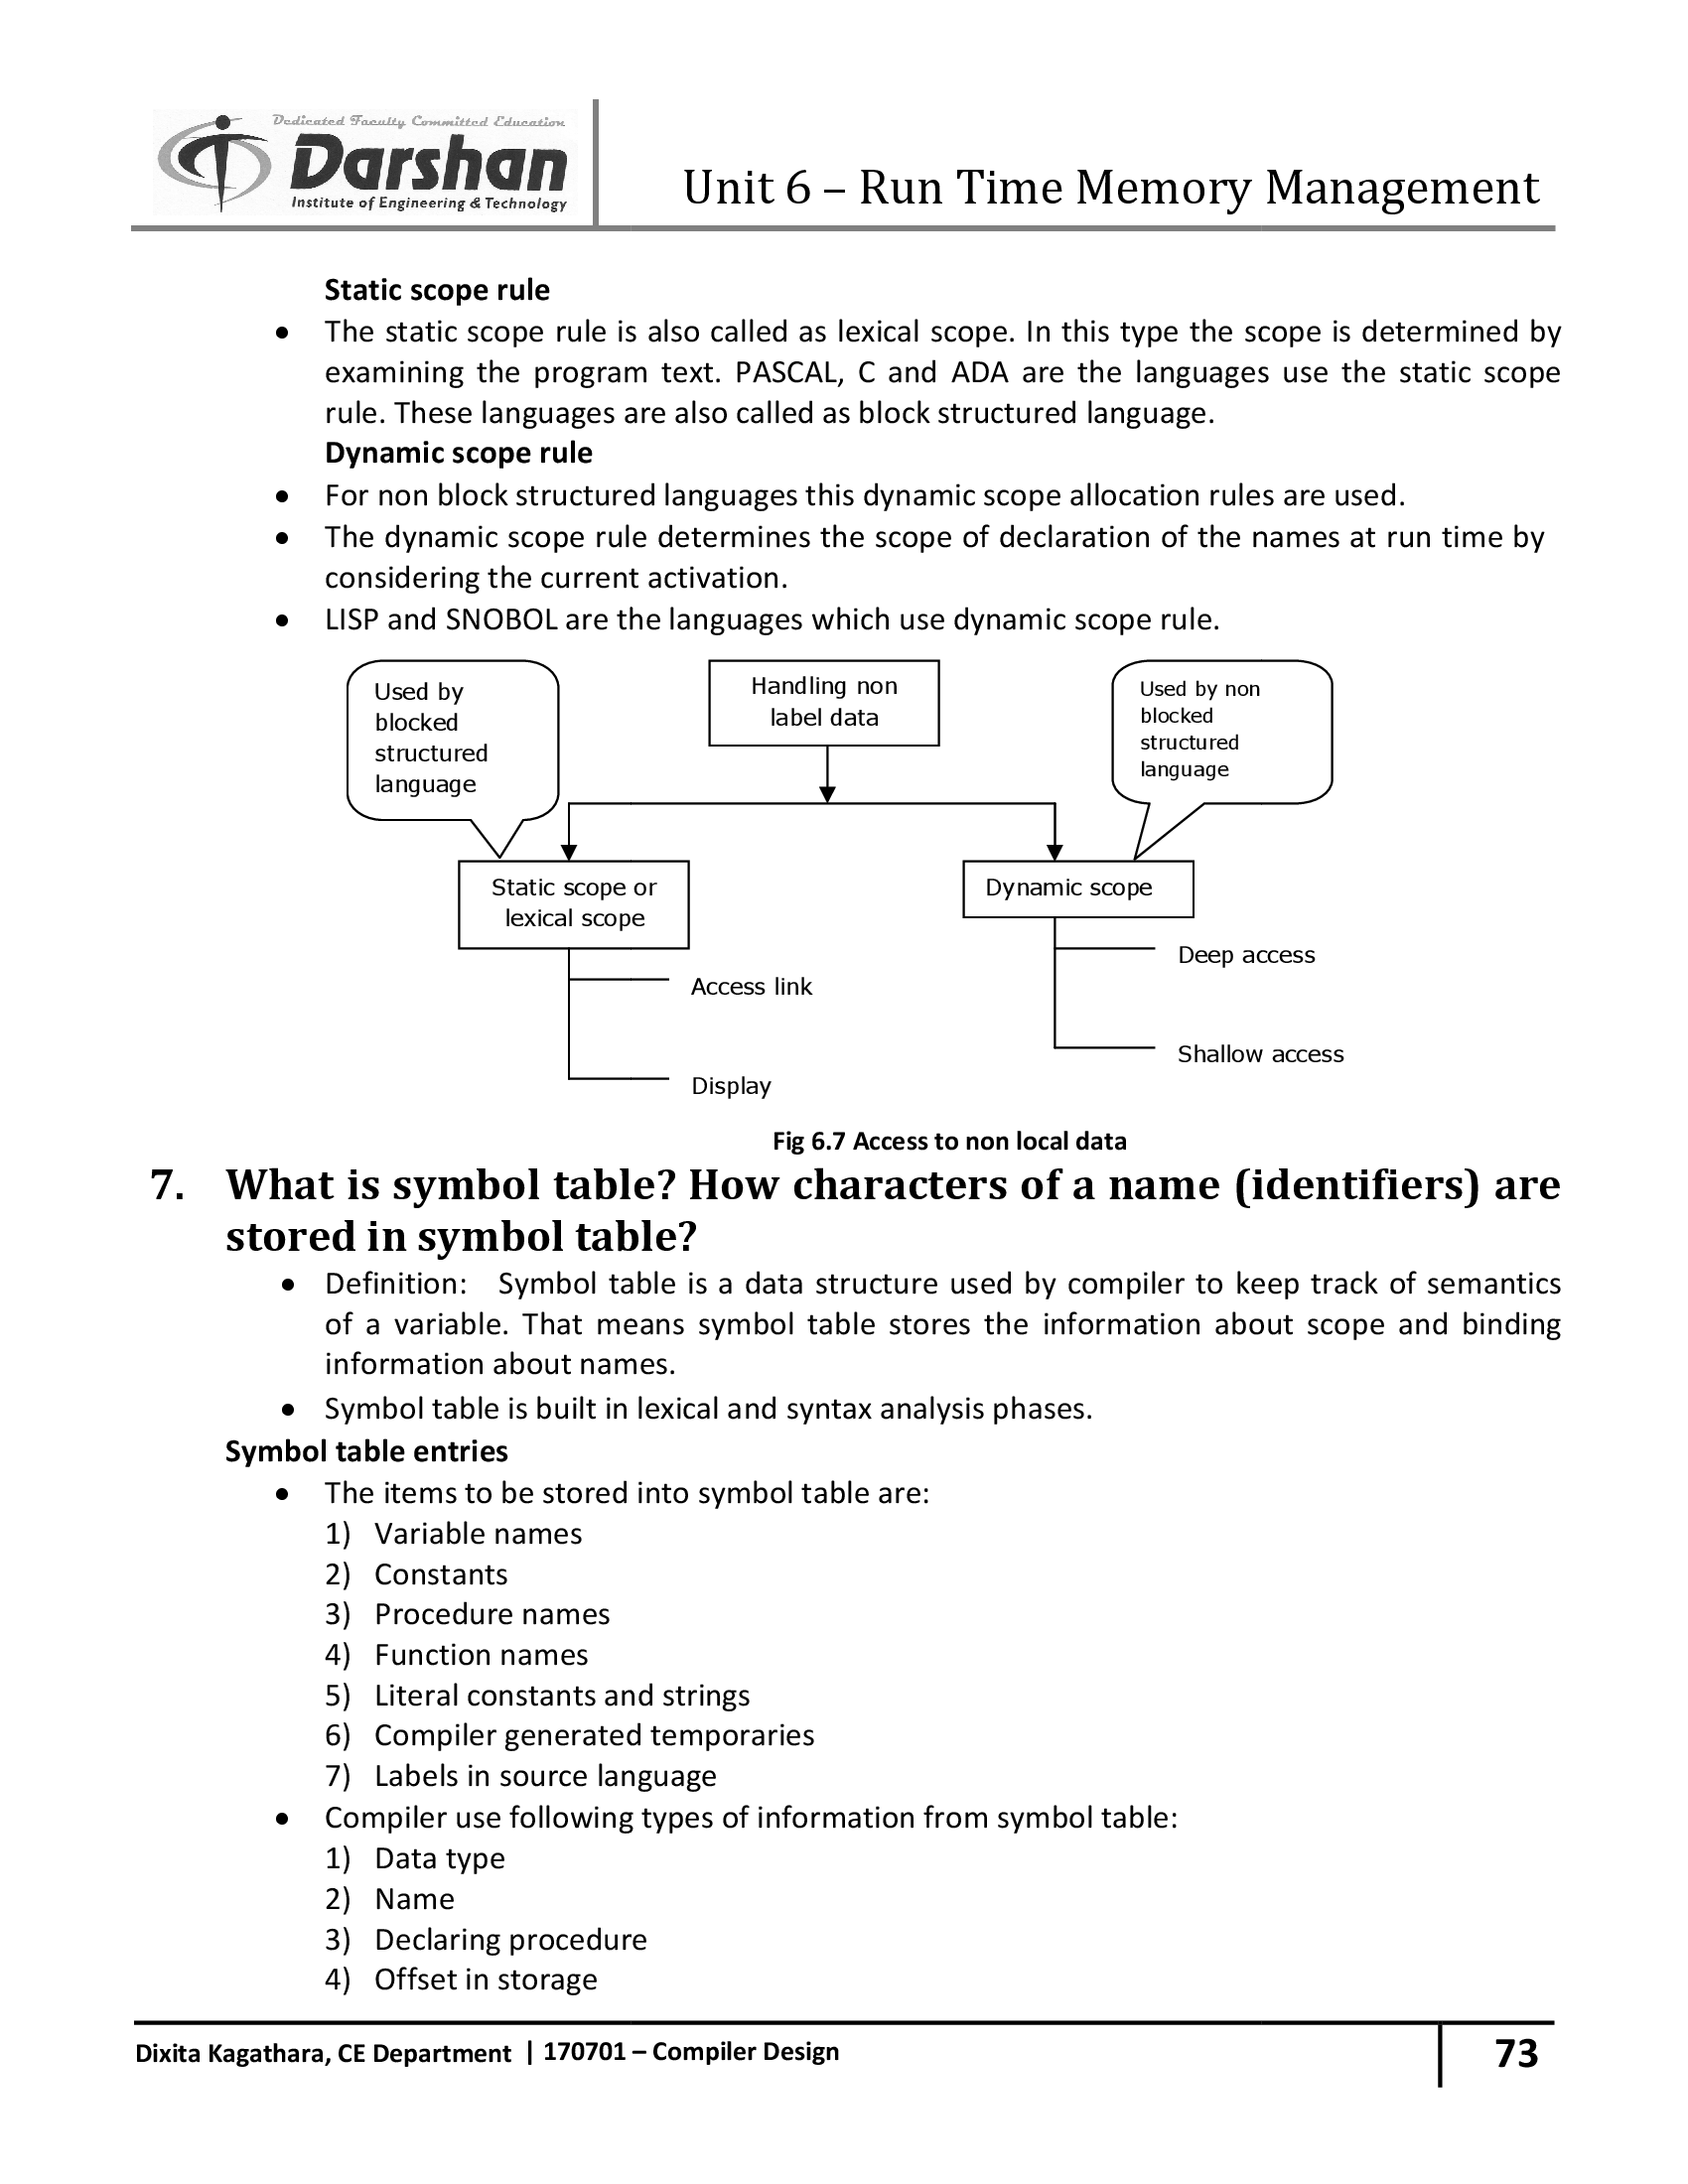 Dedicated Faculty Committed Education
Darshan
Institute of Engineering & Technology
Unit 6 – Run Time Memory Management
Static scope rule
• The static scope rule is also called as lexical scope. In this type the scope is determined by
examining the program text. PASCAL, C and ADA are the languages use the static scope
rule. These languages are also called as block structured language.
Dynamic scope rule
• For non block structured languages this dynamic scope allocation rules are used.
• The dynamic scope rule determines the scope of declaration of the names at run time by
considering the current activation.
• LISP and SNOBOL are the languages which use dynamic scope rule.
Used by
blocked
structured
language
Handling non
label data
Used by non
blocked
structured
language
Static scope or
lexical scope
Dynamic scope
Access link
Display
Deep access
Shallow access
Fig 6.7 Access to non local data
7. What is symbol table? How characters of a name (identifiers) are
stored in symbol table?
• Definition: Symbol table is a data structure used by compiler to keep track of semantics
of a variable. That means symbol table stores the information about scope and binding
information about names.
• Symbol table is built in lexical and syntax analysis phases.
Symbol table entries
• The items to be stored into symbol table are:
1) Variable names
2) Constants
3) Procedure names
4) Function names
5) Literal constants and strings
6) Compiler generated temporaries
7) Labels in source language
• Compiler use following types of information from symbol table:
1) Data type
2) Name
3) Declaring procedure
4) Offset in storage
Dixita Kagathara, CE Department | 170701 – Compiler Design
73